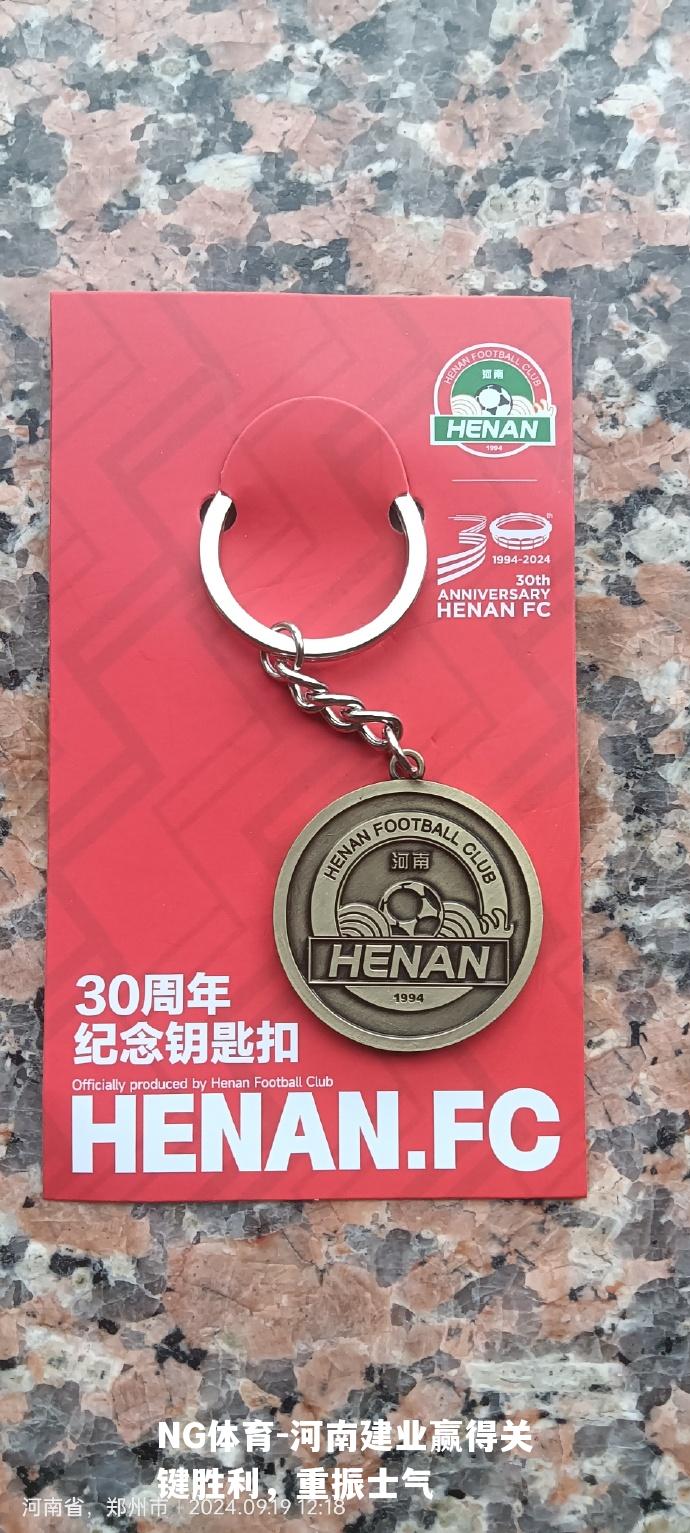 HENAN FOOTBALL CLUB
河南
HENAN
1994
30th
1994-2024
30th
ANNIVERSARY
HENAN FC
HENAN FOOTBALL CLUB
河南
HENAN
1994
30周年
纪念钥匙扣
Officially produced by Henan Football Club
HENAN.FC
NG体育-河南建业赢得关
键胜利，重振士气
河南省，郑州市 2024.09.19 12:18